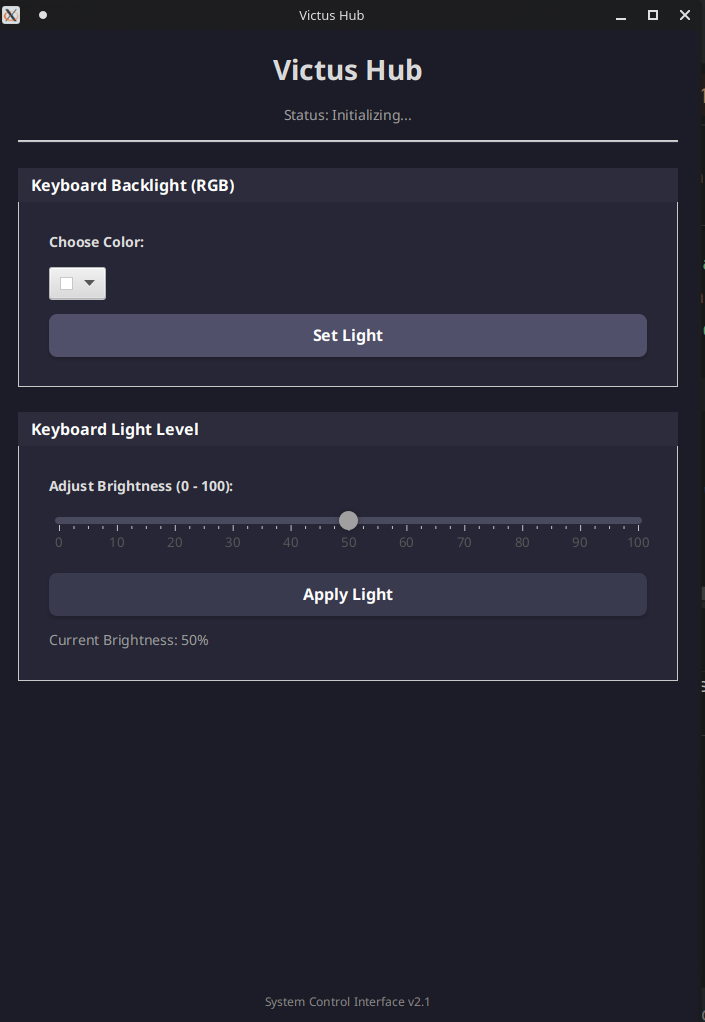 Victus Hub
Victus Hub
Status: Initializing...
Keyboard Backlight (RGB)
Choose Color:
Set Light
Keyboard Light Level
Adjust Brightness (0 - 100):
0 10 20 30 40 50 60 70 80 90 100
Apply Light
Current Brightness: 50%
System Control Interface v2.1